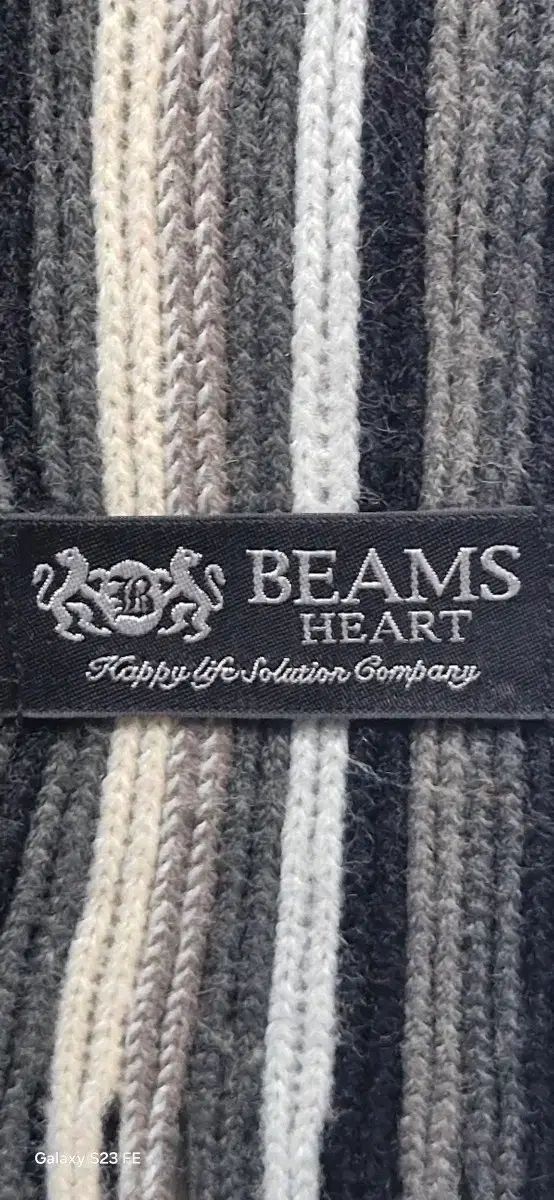 B
BEAMS
HEART
Happy life Solution Company
Galaxy S23 FE